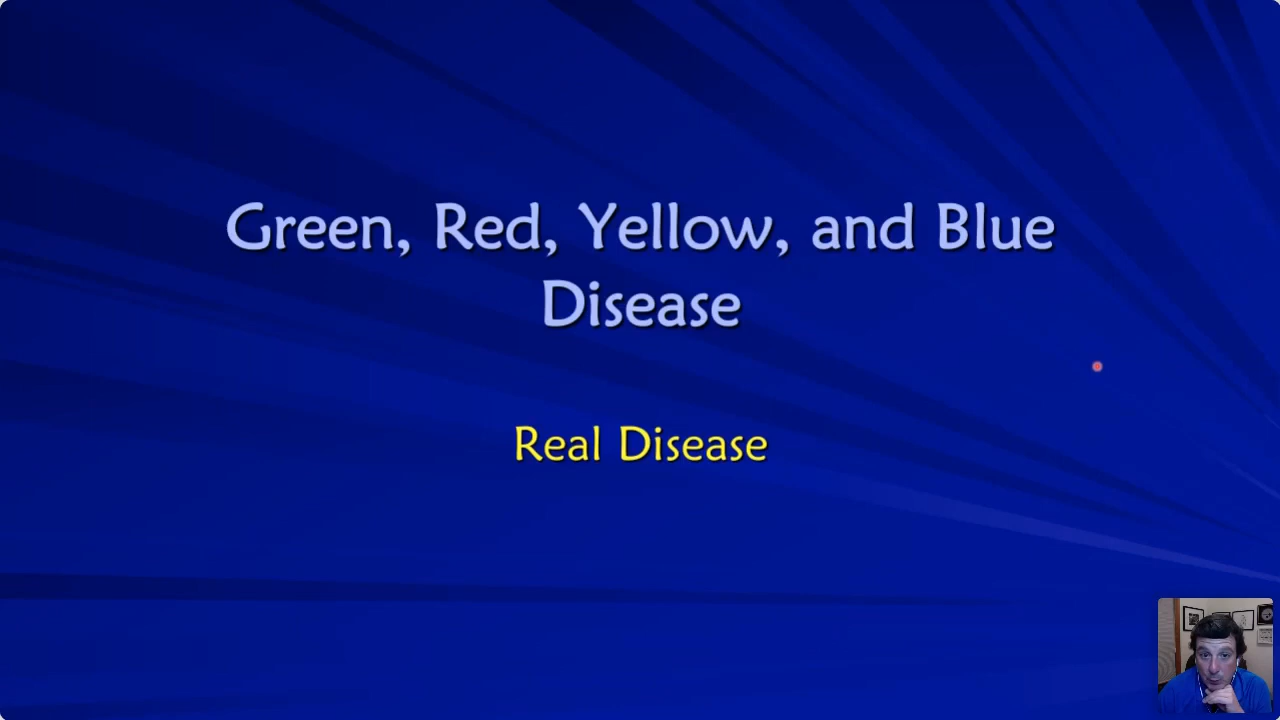 Green, Red, Yellow, and Blue
Disease
Real Disease